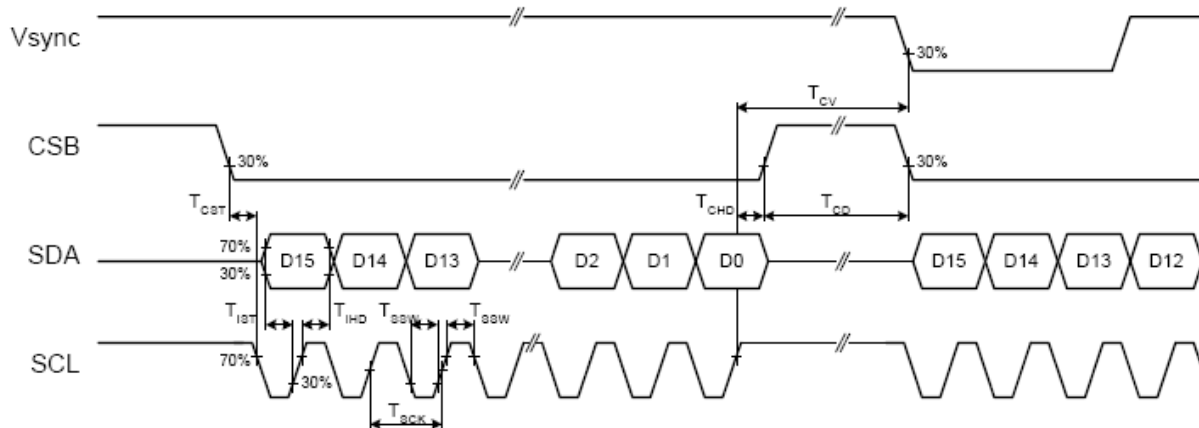 Vsync
30%
T_CV
CSB
30%
30%
T_CST
T_CHD
T_CD
SDA
70%
30%
D15 D14 D13 D2 D1 D0 D15 D14 D13 D12
T_IST T_IHD T_SSW T_SSW
SCL
70%
30%
T_SCK